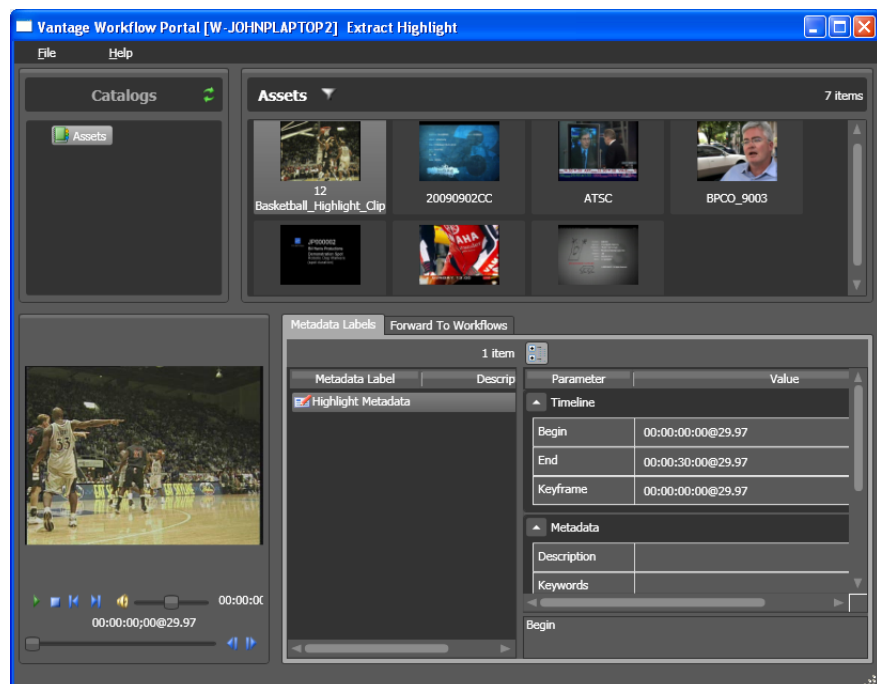 Vantage Workflow Portal [W-JOHNPLAPTOP2] Extract Highlight
File Help
Catalogs
Assets
Assets
7 items
12
Basketball_Highlight_Clip
20090902CC
ATSC
BPCO_9003
JP000002
YAHA
33
Metadata Labels Forward To Workflows
1 item
Metadata Label Descrip
Highlight Metadata
Parameter Value
Timeline
Begin 00:00:00:00@29.97
End 00:00:30:00@29.97
Keyframe 00:00:00:00@29.97
Metadata
Description
Keywords
Begin
00:00:0(
00:00:00;00@29.97